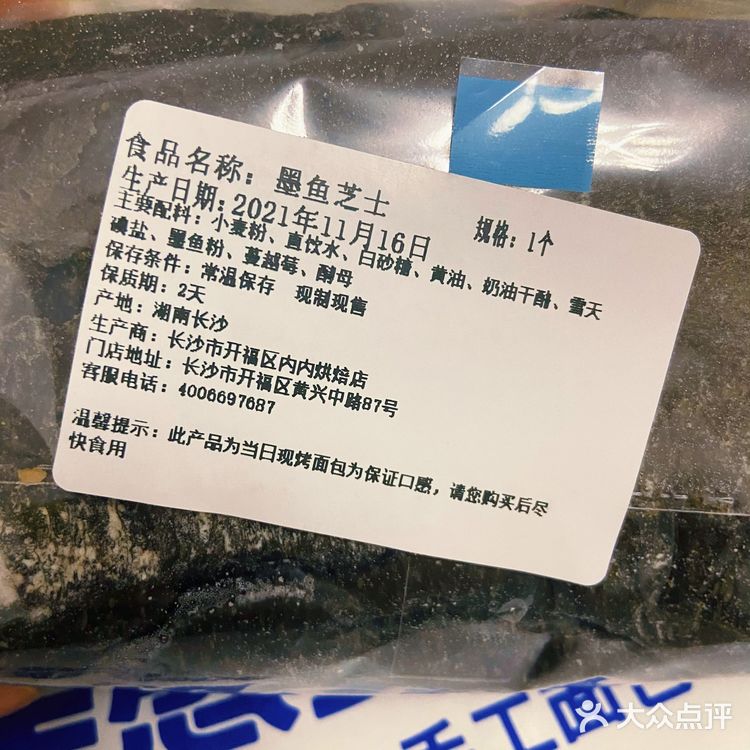 食品名称：墨鱼芝士
规格：1个
生产日期：2021年11月16日
主要配料：小麦粉、直饮水、白砂糖、黄油、奶油干酪、雪天
碘盐、墨鱼粉、蔓越莓、酵母
保存条件：常温保存 现制现售
保质期：2天
产地：湖南长沙
生产商：长沙市开福区内内烘焙店
门店地址：长沙市开福区黄兴中路87号
客服电话：4006697687
温馨提示：此产品为当日现烤面包为保证口感，请您购买后尽
快食用
手工面包
大众点评